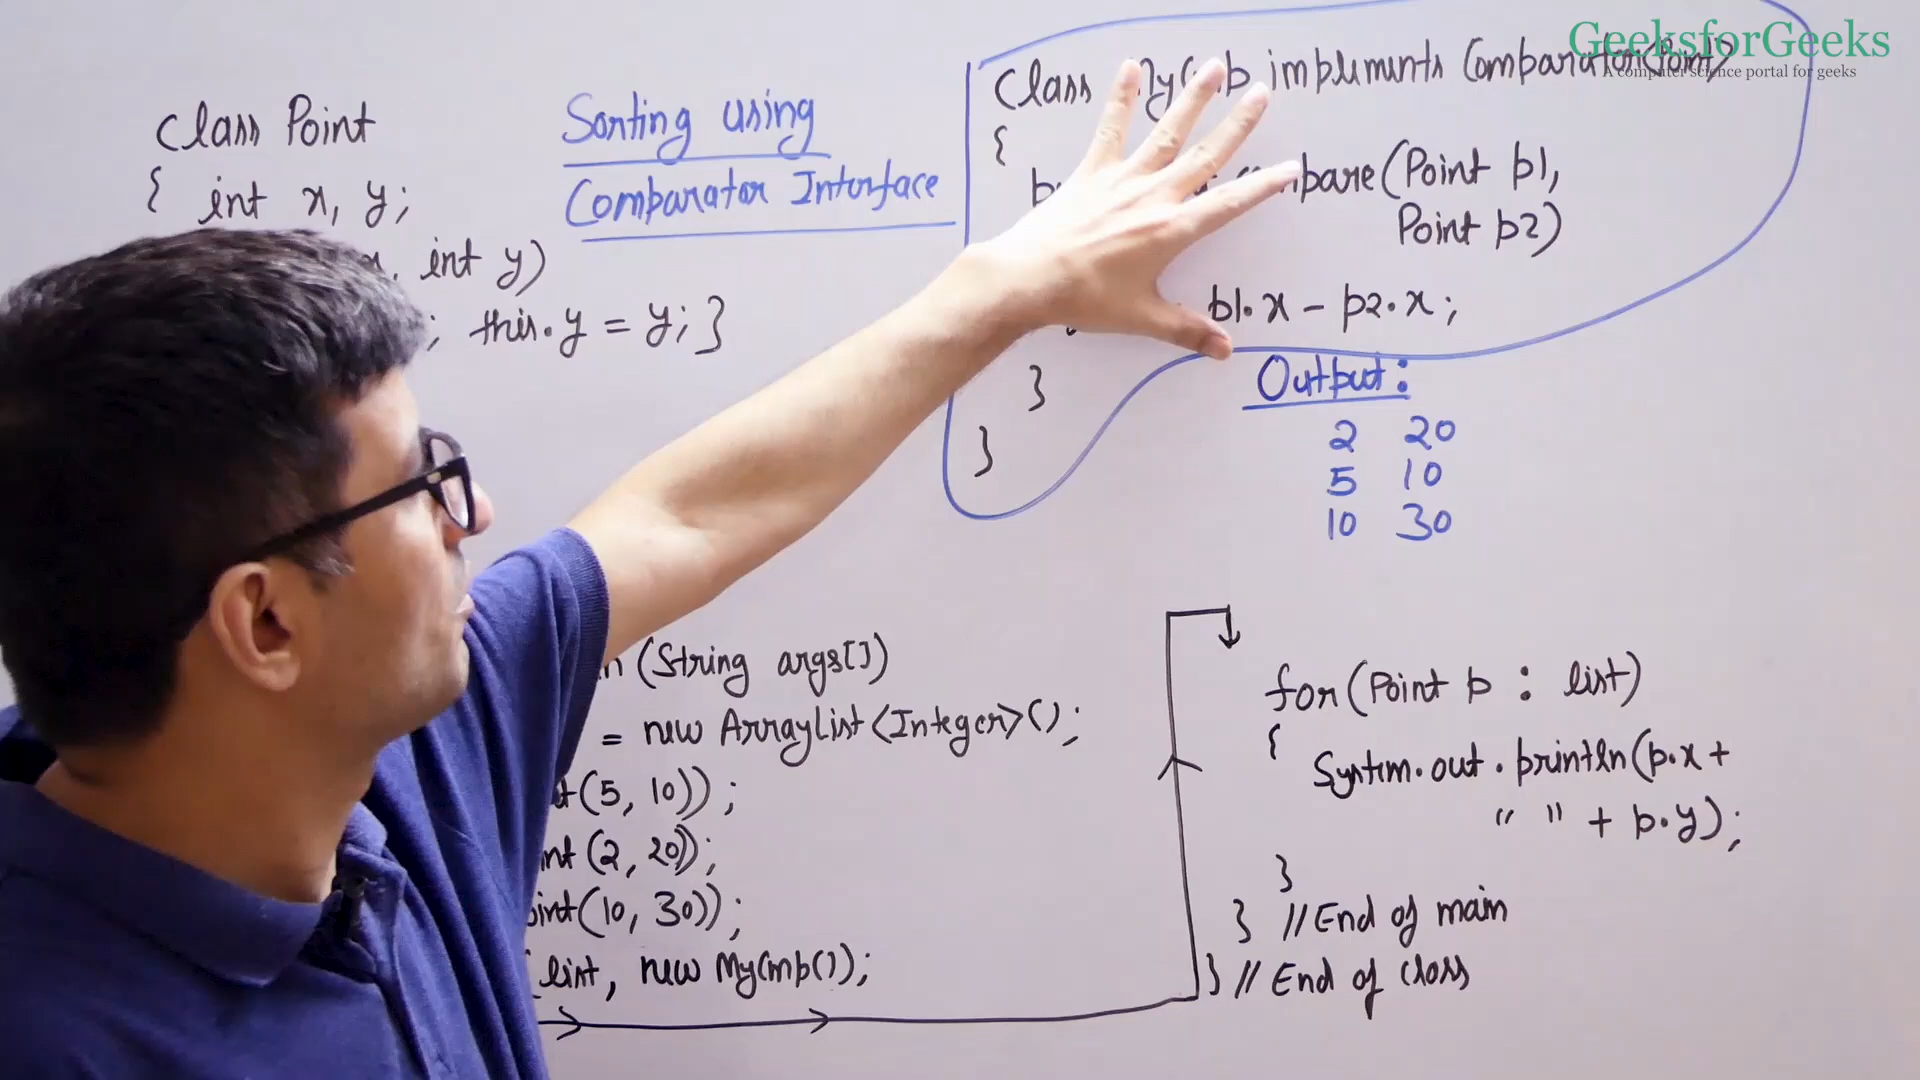 GeeksforGeeks
A computer science portal for geeks
class Point
{ int x, y;
int y)
; this.y = y; }
Sorting using
Comparator Interface
class implements Comparator<Point>
{
compare(Point p1,
Point p2)
p1.x - p2.x;
}
}
Output:
2 20
5 10
10 30
(String args[])
= new ArrayList<Integer>();
(5, 10));
(2, 20));
(10, 30));
list, new MyCmp());
for(Point p : list)
{
System.out.println(p.x +
" " + p.y);
}
} // End of main
} // End of class